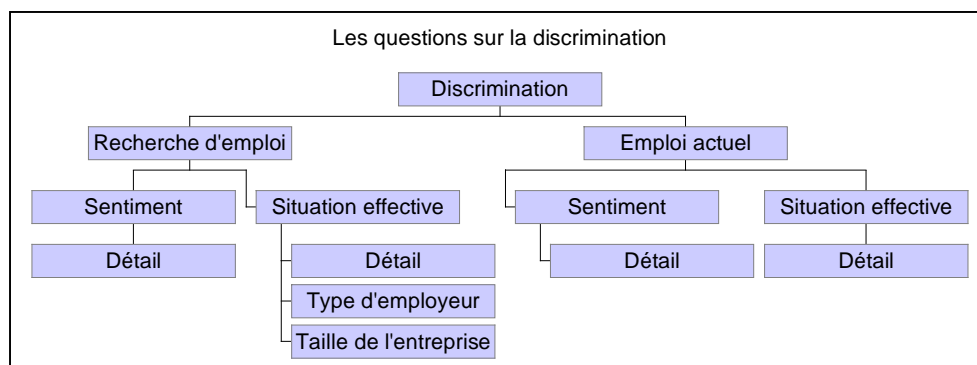 Les questions sur la discrimination
Discrimination
Recherche d'emploi
Emploi actuel
Sentiment
Situation effective
Sentiment
Situation effective
Détail
Détail
Détail
Détail
Type d'employeur
Taille de l'entreprise